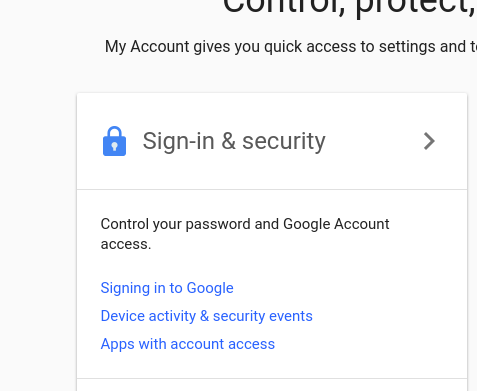 Control, protect,
My Account gives you quick access to settings and
Sign-in & security
Control your password and Google Account
access.
Signing in to Google
Device activity & security events
Apps with account access